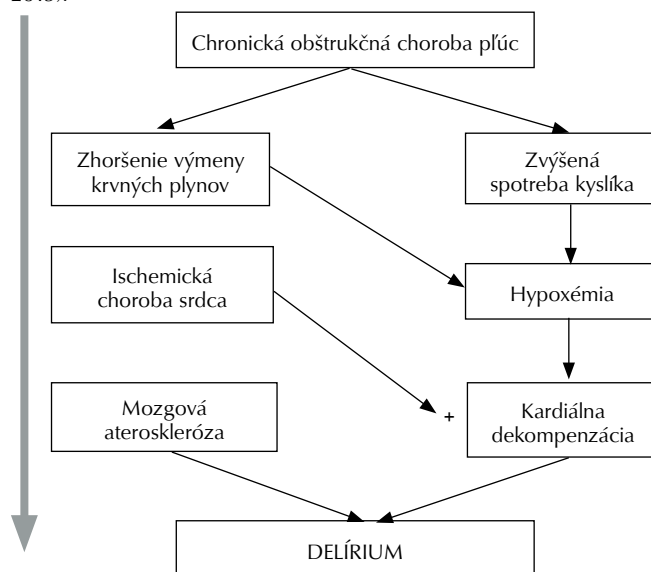 Chronická obštrukčná choroba pľúc
Zhoršenie výmeny
krvných plynov
Zvýšená
spotreba kyslíka
Ischemická
choroba srdca
Hypoxémia
Mozgová
ateroskleróza
+
Kardiálna
dekompenzácia
DELÍRIUM